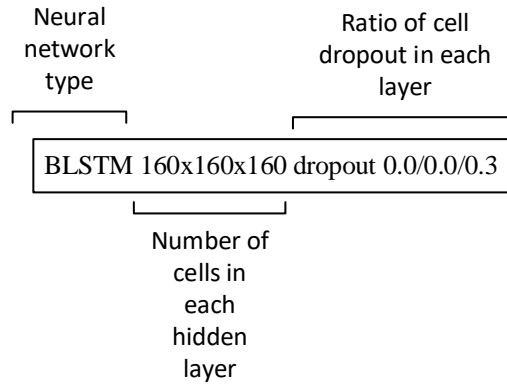 Neural
network
type
Ratio of cell
dropout in each
layer
BLSTM 160x160x160 dropout 0.0/0.0/0.3
Number of
cells in
each
hidden
layer